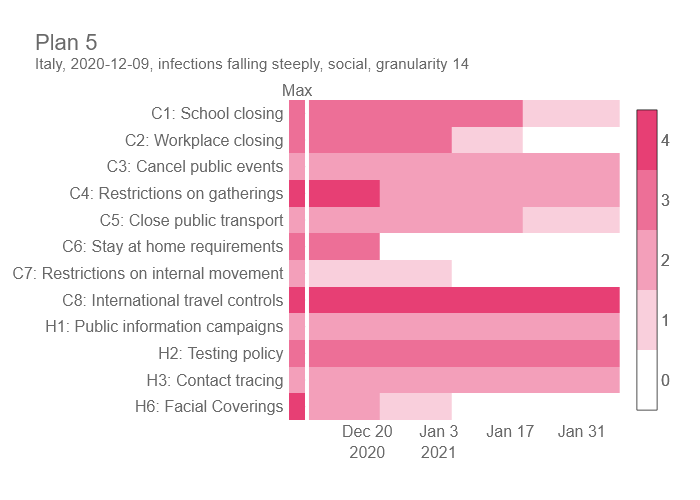 Plan 5
Italy, 2020-12-09, infections falling steeply, social, granularity 14
Max
C1: School closing
C2: Workplace closing
C3: Cancel public events
C4: Restrictions on gatherings
C5: Close public transport
C6: Stay at home requirements
C7: Restrictions on internal movement
C8: International travel controls
H1: Public information campaigns
H2: Testing policy
H3: Contact tracing
H6: Facial Coverings
4
3
2
1
0
Dec 20 Jan 3 Jan 17 Jan 31
2020 2021